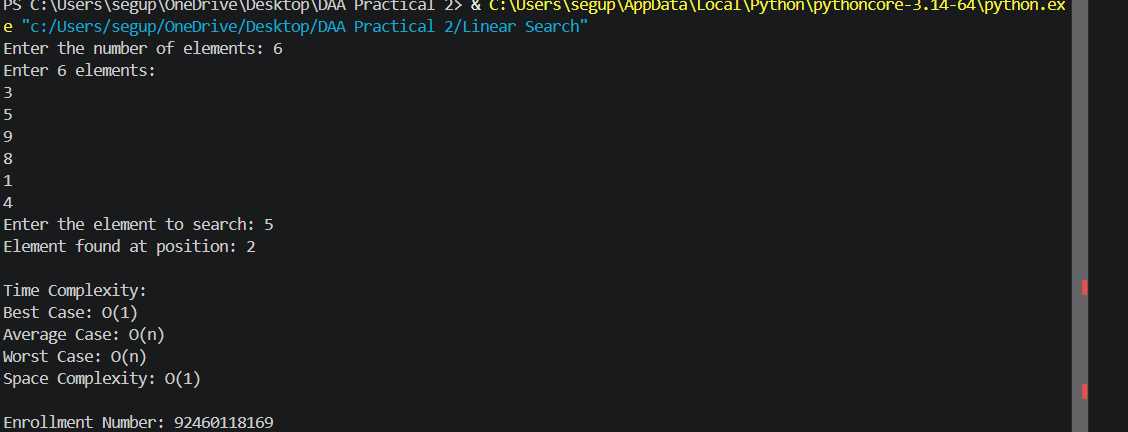 PS C:\Users\segup\OneDrive\Desktop\DAA Practical 2> & C:\Users\segup\AppData\Local\Python\pythoncore-3.14-64\python.ex
e "c:/Users/segup/OneDrive/Desktop/DAA Practical 2/Linear Search"
Enter the number of elements: 6
Enter 6 elements:
3
5
9
8
1
4
Enter the element to search: 5
Element found at position: 2
Time Complexity:
Best Case: O(1)
Average Case: O(n)
Worst Case: O(n)
Space Complexity: O(1)
Enrollment Number: 92460118169